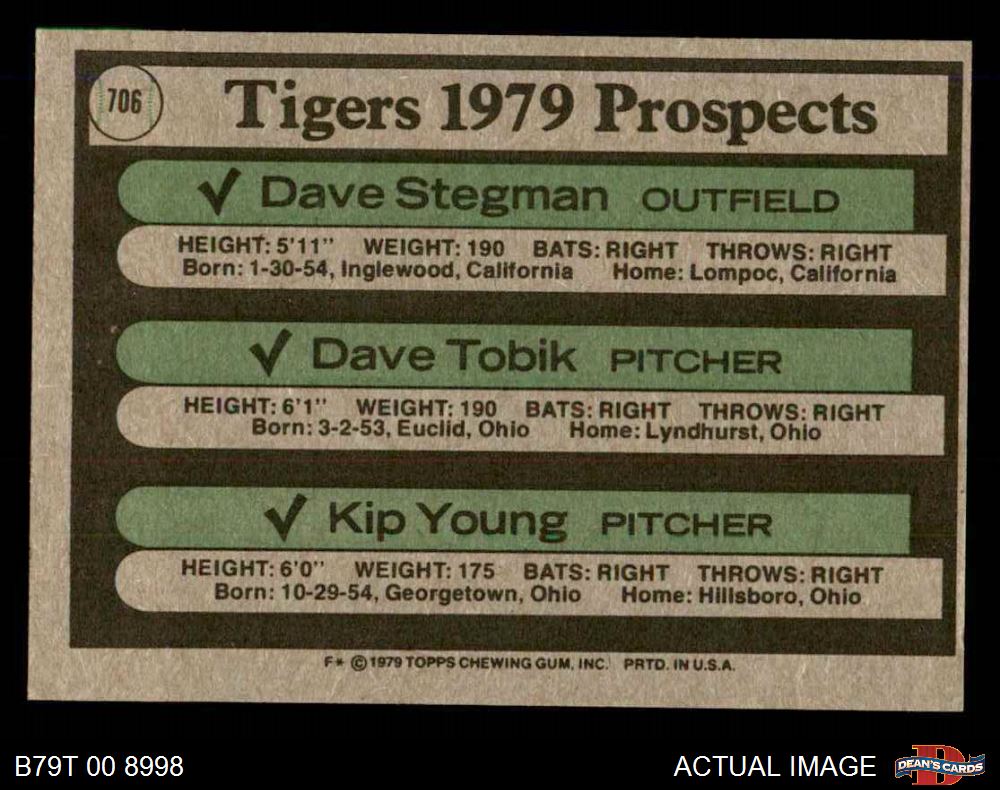 706
Tigers 1979 Prospects
✓ Dave Stegman OUTFIELD
HEIGHT: 5'11" WEIGHT: 190 BATS: RIGHT THROWS: RIGHT
Born: 1-30-54, Inglewood, California Home: Lompoc, California
✓ Dave Tobik PITCHER
HEIGHT: 6'1" WEIGHT: 190 BATS: RIGHT THROWS: RIGHT
Born: 3-2-53, Euclid, Ohio Home: Lyndhurst, Ohio
✓ Kip Young PITCHER
HEIGHT: 6'0" WEIGHT: 175 BATS: RIGHT THROWS: RIGHT
Born: 10-29-54, Georgetown, Ohio Home: Hillsboro, Ohio
F* © 1979 TOPPS CHEWING GUM, INC. PRTD. IN U.S.A.
B79T 00 8998 ACTUAL IMAGE D DEAN'S CARDS